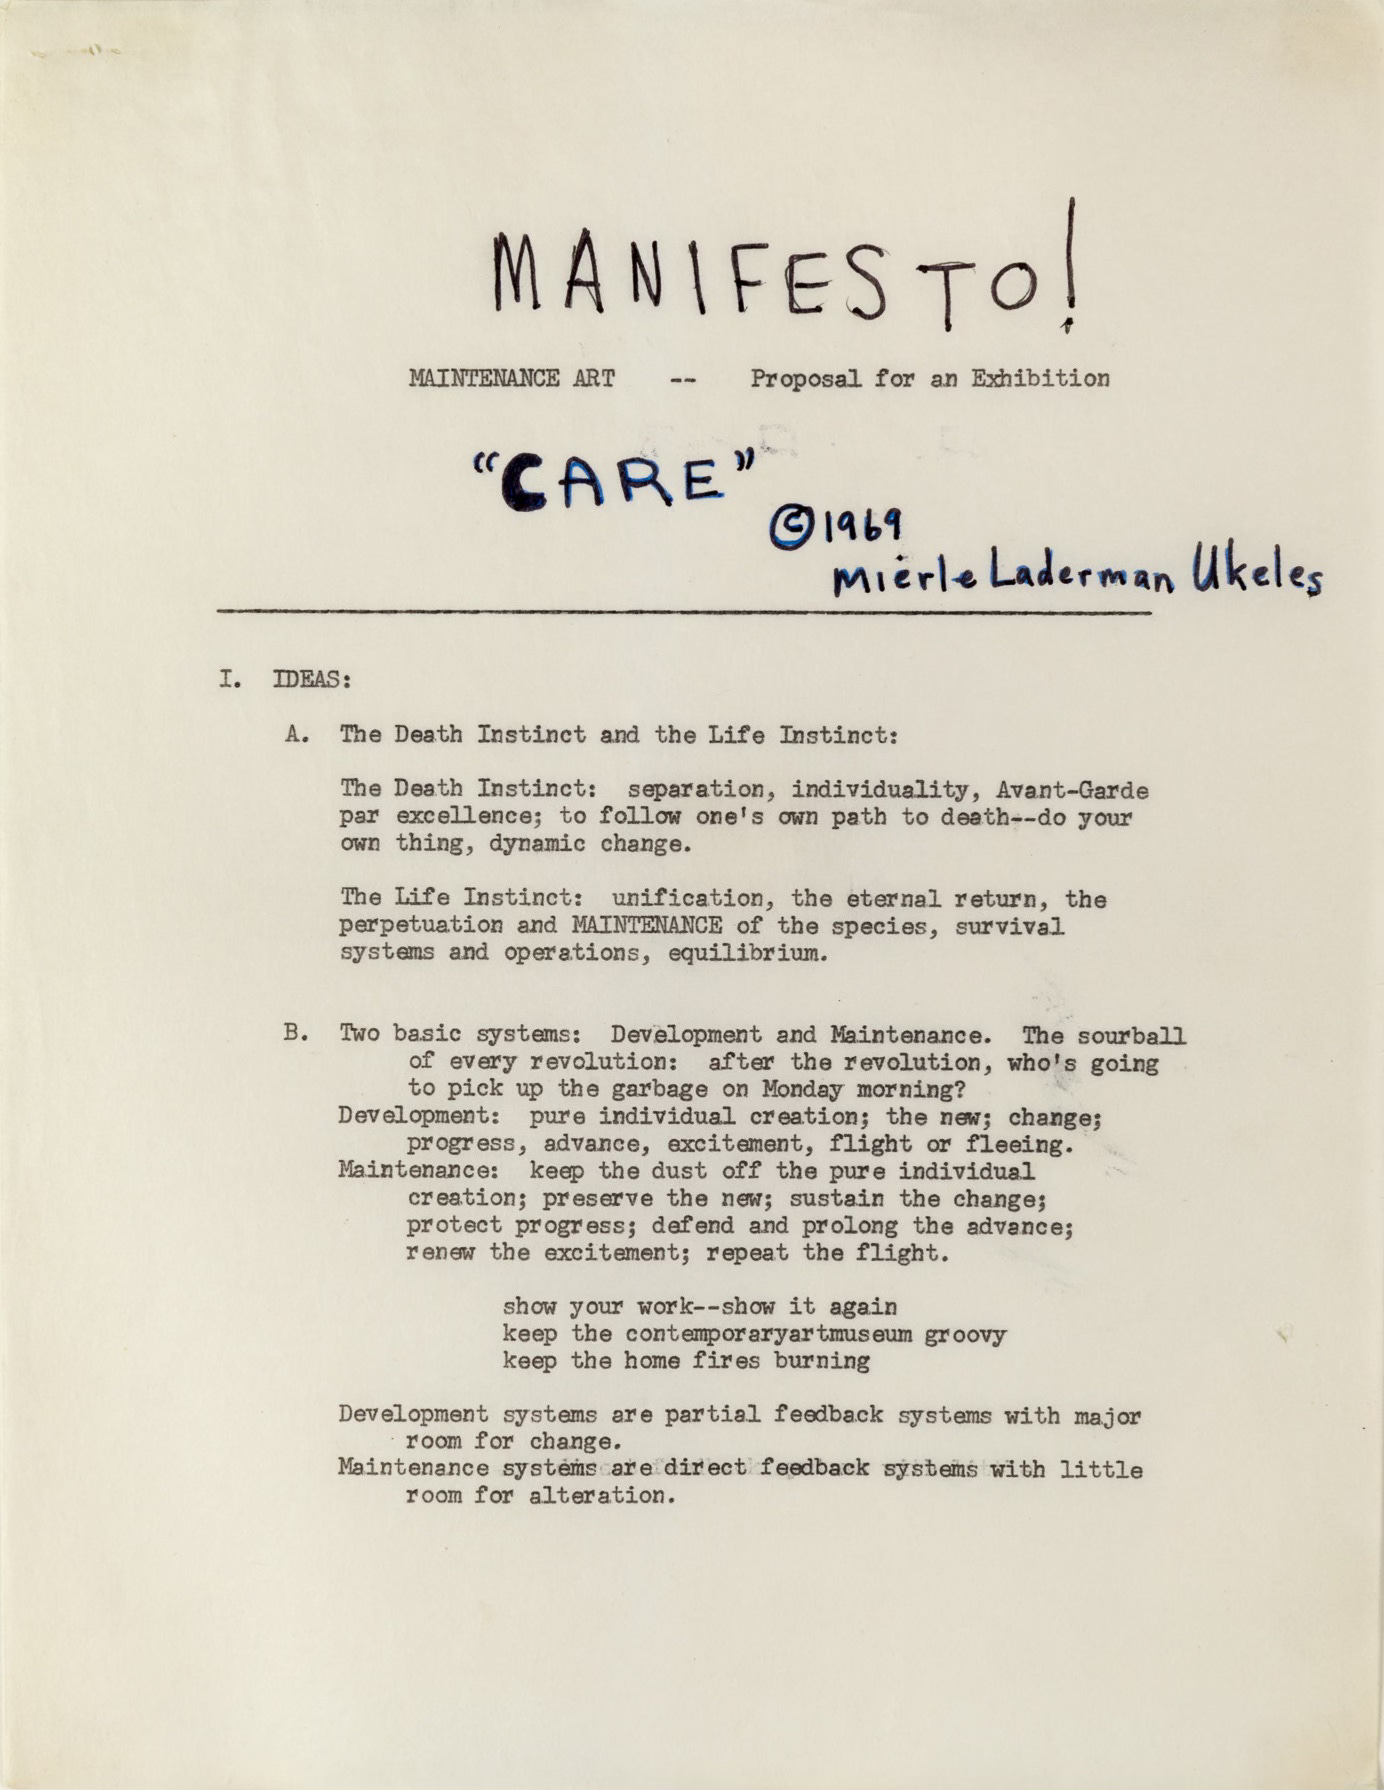 MANIFESTO!
MAINTENANCE ART -- Proposal for an Exhibition
"CARE"
©1969
Mierle Laderman Ukeles
I. IDEAS:
A. The Death Instinct and the Life Instinct:
The Death Instinct: separation, individuality, Avant-Garde
par excellence; to follow one's own path to death--do your
own thing, dynamic change.
The Life Instinct: unification, the eternal return, the
perpetuation and MAINTENANCE of the species, survival
systems and operations, equilibrium.
B. Two basic systems: Development and Maintenance. The sourball
of every revolution: after the revolution, who's going
to pick up the garbage on Monday morning?
Development: pure individual creation; the new; change;
progress, advance, excitement, flight or fleeing.
Maintenance: keep the dust off the pure individual
creation; preserve the new; sustain the change;
protect progress; defend and prolong the advance;
renew the excitement; repeat the flight.
show your work--show it again
keep the contemporaryartmuseum groovy
keep the home fires burning
Development systems are partial feedback systems with major
room for change.
Maintenance systems are direct feedback systems with little
room for alteration.